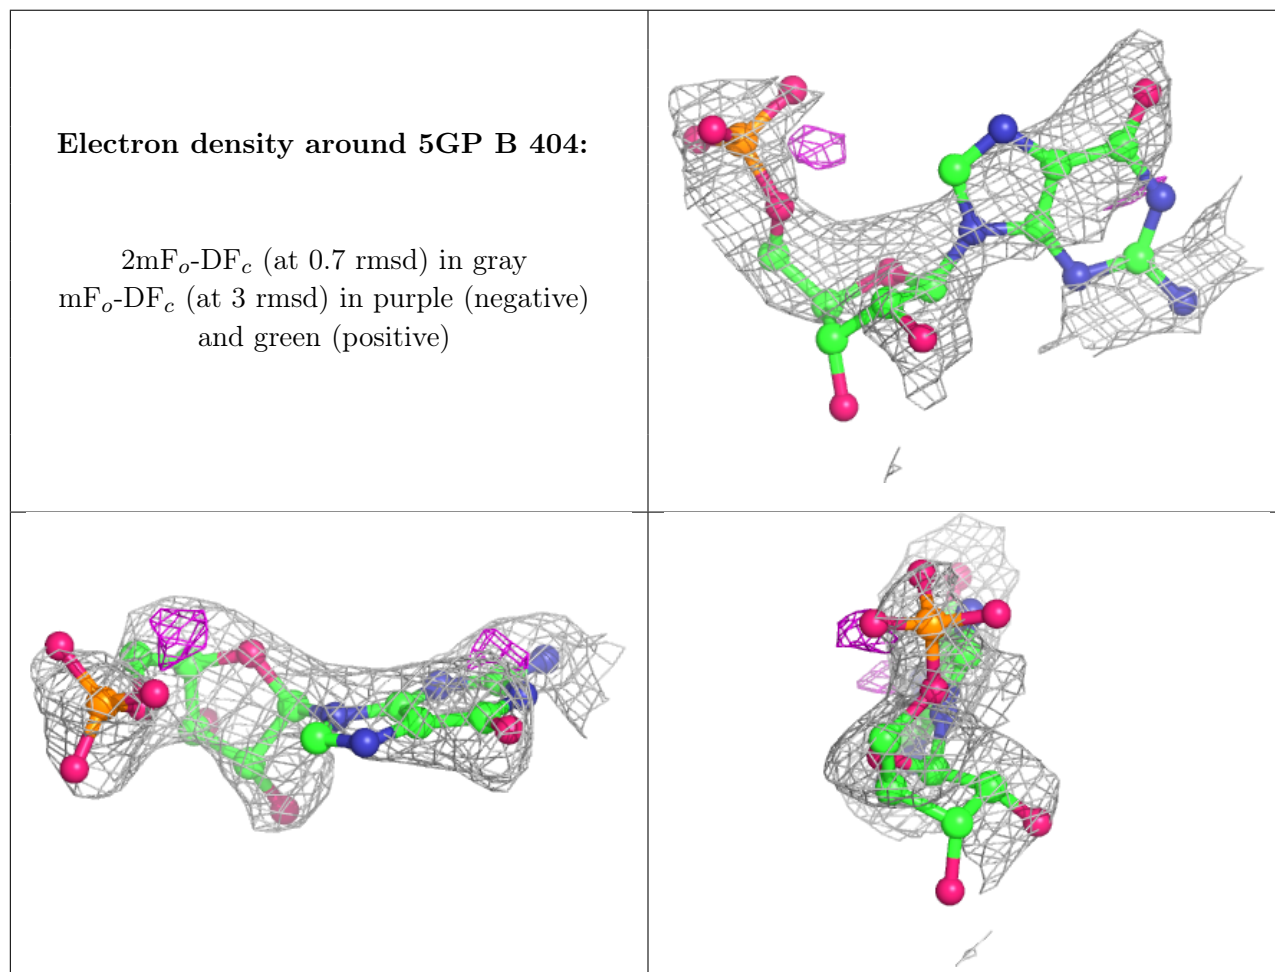 Electron density around 5GP B 404:
2mFo-DFc (at 0.7 rmsd) in gray
mFo-DFc (at 3 rmsd) in purple (negative)
and green (positive)